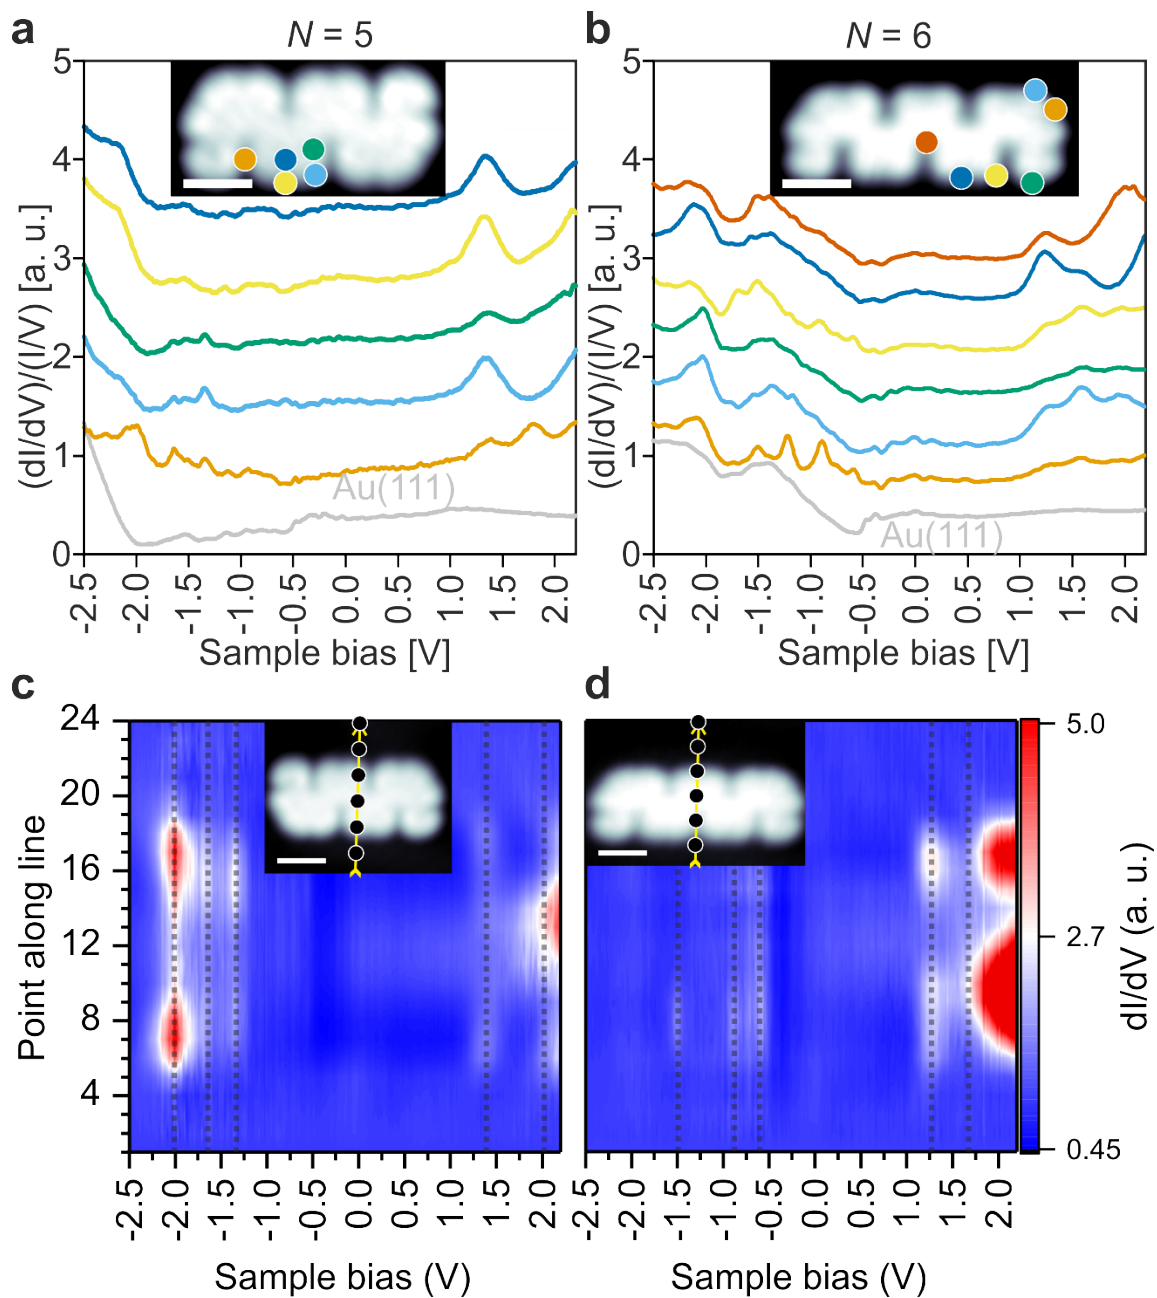 a
N = 5
b
N = 6
5
4
3
2
1
0
(dI/dV)/(I/V) [a. u.]
Au(111)
-2.5 -2.0 -1.5 -1.0 -0.5 0.0 0.5 1.0 1.5 2.0
Sample bias [V]
5
4
3
2
1
0
(dI/dV)/(I/V) [a. u.]
Au(111)
-2.5 -2.0 -1.5 -1.0 -0.5 0.0 0.5 1.0 1.5 2.0
Sample bias [V]
c
d
24
20
16
12
8
4
Point along line
-2.5 -2.0 -1.5 -1.0 -0.5 0.0 0.5 1.0 1.5 2.0
Sample bias (V)
-2.5 -2.0 -1.5 -1.0 -0.5 0.0 0.5 1.0 1.5 2.0
Sample bias (V)
5.0
2.7
0.45
dI/dV (a. u.)